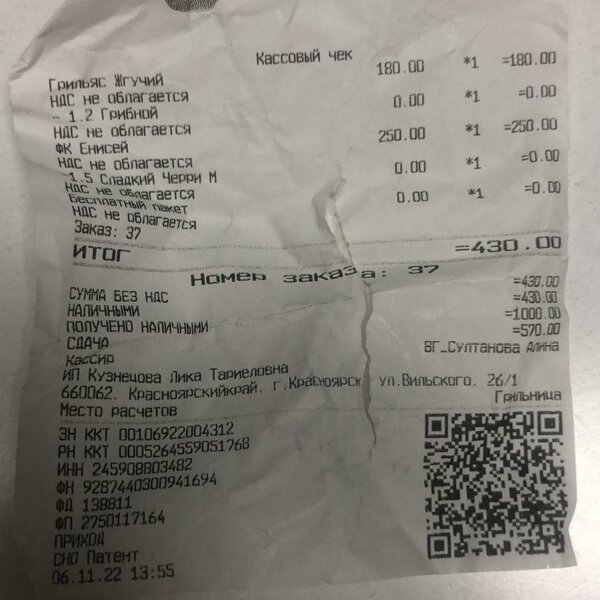 Кассовый чек
Грильяс Жгучий 180.00 *1 =180.00
НДС не облагается
- 1.2 Грибной 0.00 *1 =0.00
НДС не облагается
ФК Енисей 250.00 *1 =250.00
НДС не облагается
-1.5 Сладкий Черри М 0.00 *1 =0.00
НДС не облагается
Бесплатный пакет 0.00 *1 =0.00
НДС не облагается
Заказ: 37
ИТОГ =430.00
Номер заказа: 37
СУММА БЕЗ НДС =430.00
НАЛИЧНЫМИ =430.00
ПОЛУЧЕНО НАЛИЧНЫМИ =1000.00
СДАЧА =570.00
Кассир ВГ_Султанова Алина
ИП Кузнецова Лика Тариеловна
660062, Красноярскийкрай, г.Красноярск, ул.Вильского, 26/1
Место расчетов Грильница
ЗН ККТ 00106922004312
РН ККТ 0005264559051768
ИНН 245908803482
ФН 9287440300941694
ФД 138811
ФП 2750117164
ПРИХОД
СНО Патент
06.11.22 13:55